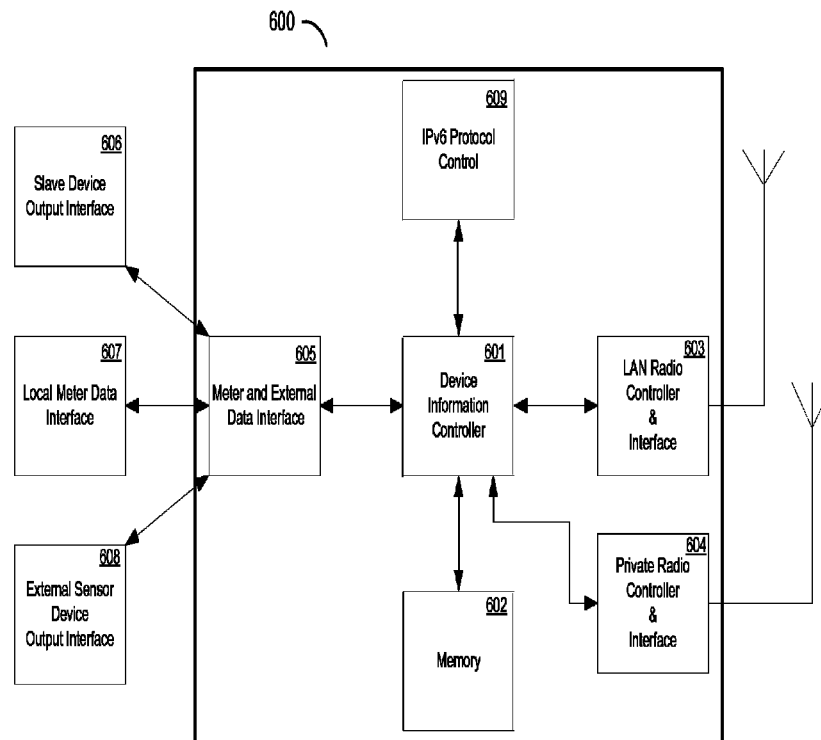 600
609
IPv6 Protocol
Control
606
Slave Device
Output Interface
607
Local Meter Data
Interface
605
Meter and External
Data Interface
601
Device
Information
Controller
603
LAN Radio
Controller
&
Interface
608
External Sensor
Device
Output Interface
602
Memory
604
Private Radio
Controller
&
Interface